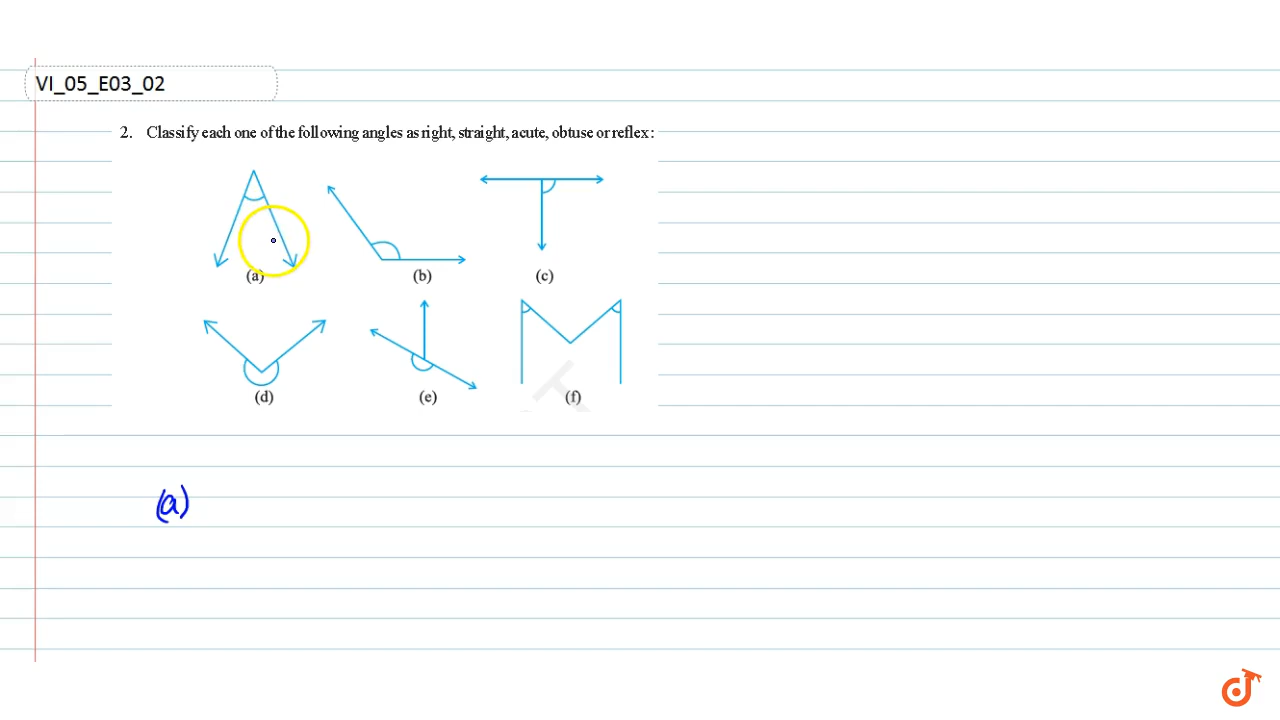 VI_05_E03_02
2. Classify each one of the following angles as right, straight, acute, obtuse or reflex:
(a) (b) (c)
(d) (e) (f)
(a)